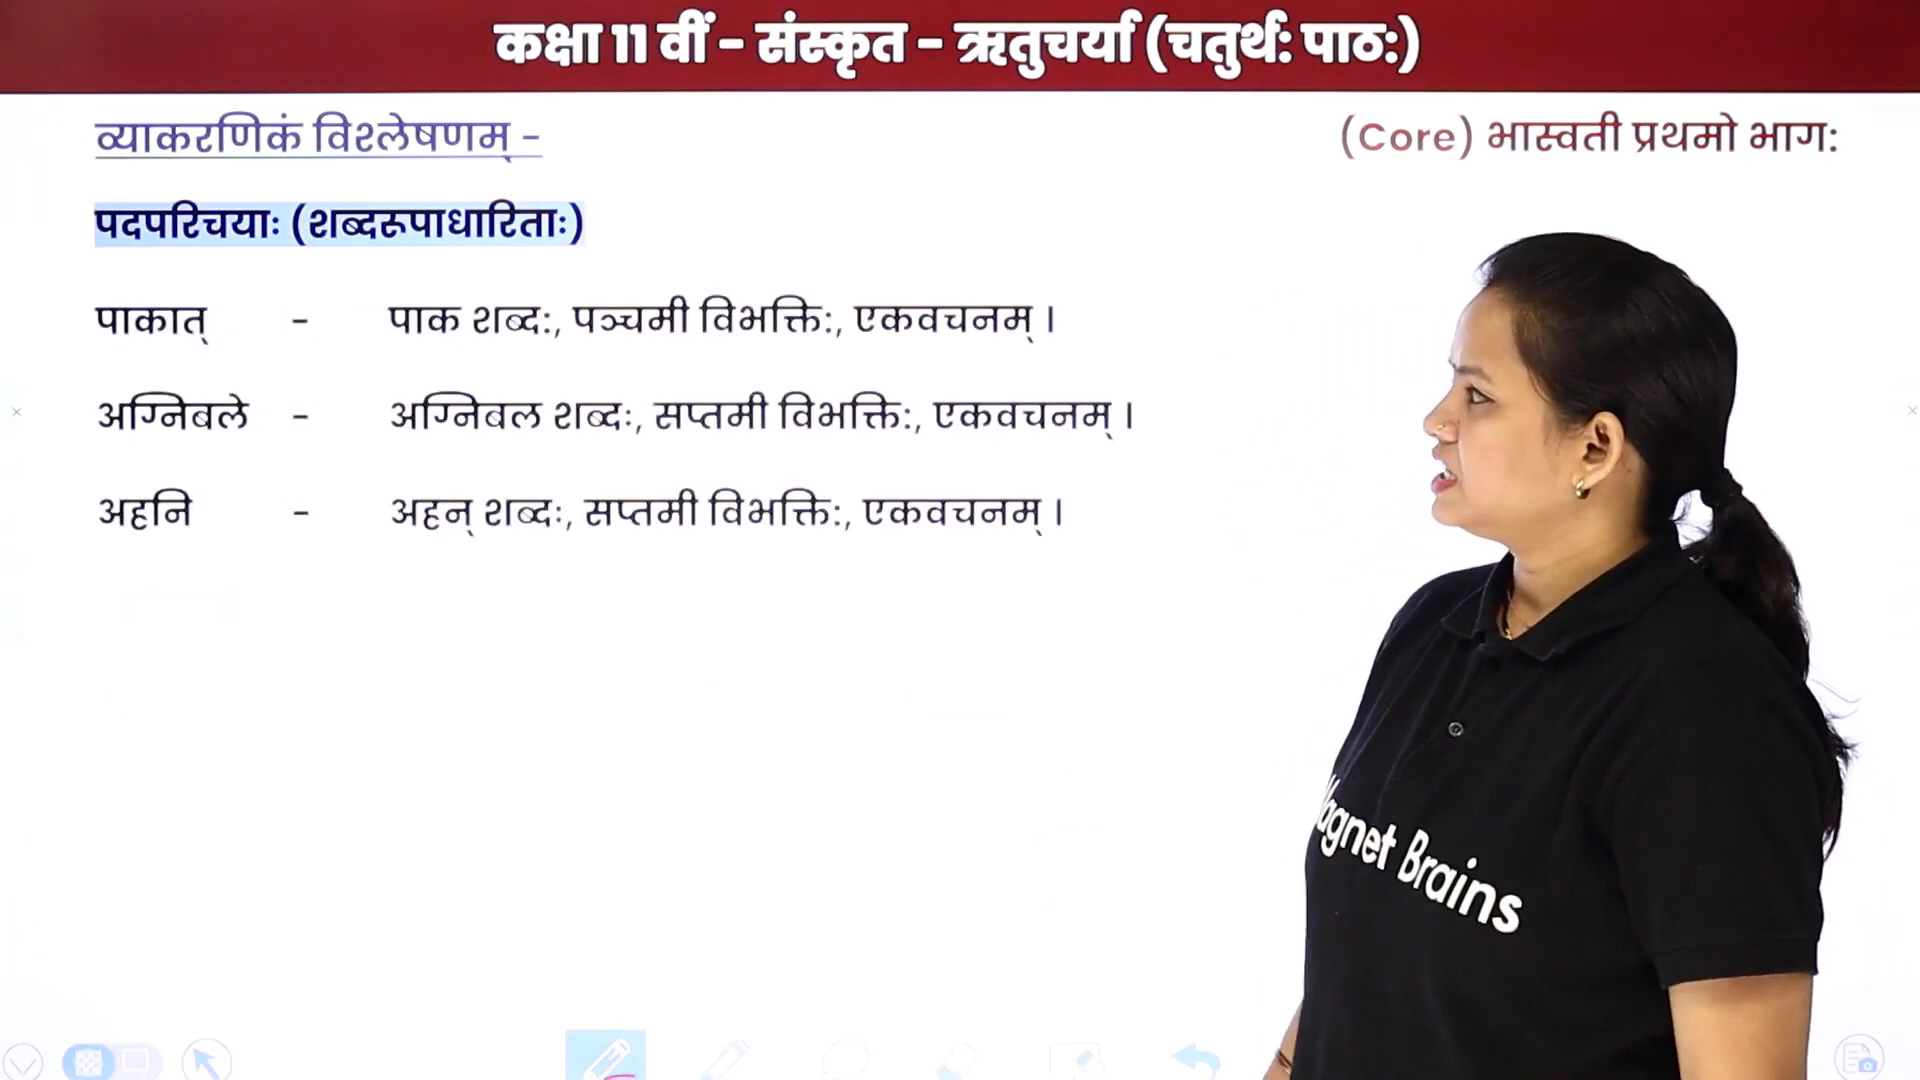 कक्षा 11 वीं - संस्कृत - ऋतुचर्या (चतुर्थ: पाठ:)
व्याकरणिकं विश्लेषणम् -
(Core) भास्वती प्रथमो भाग:
पदपरिचयाः (शब्दरूपाधारिताः)
पाकात् - पाक शब्द:, पञ्चमी विभक्ति:, एकवचनम् ।
अग्निबले - अग्निबल शब्दः, सप्तमी विभक्ति:, एकवचनम् ।
अहनि - अहन् शब्दः, सप्तमी विभक्ति:, एकवचनम् ।
Magnet Brains